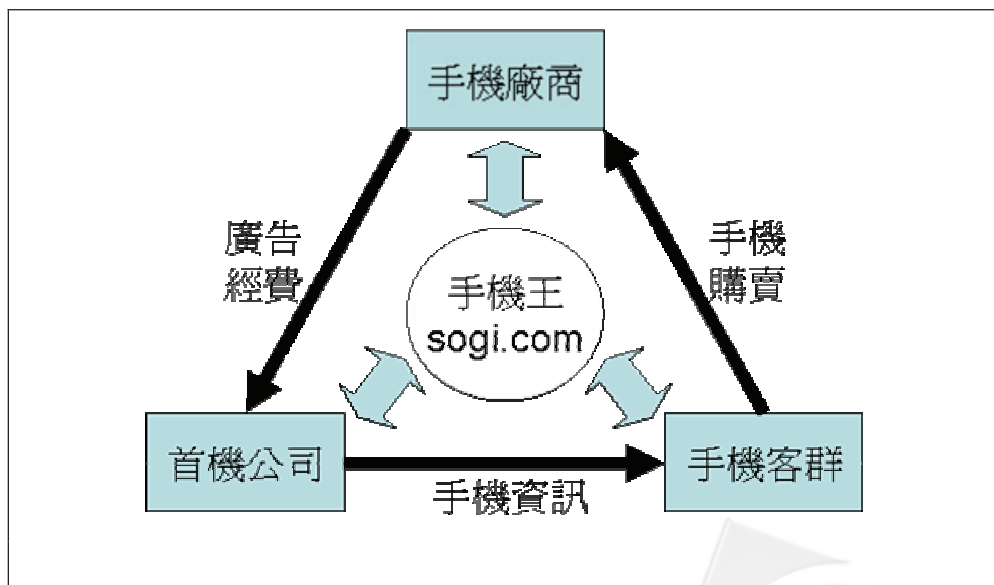 手機廠商
廣告
經費
手機
購賣
手機王
sogi.com
首機公司
手機客群
手機資訊